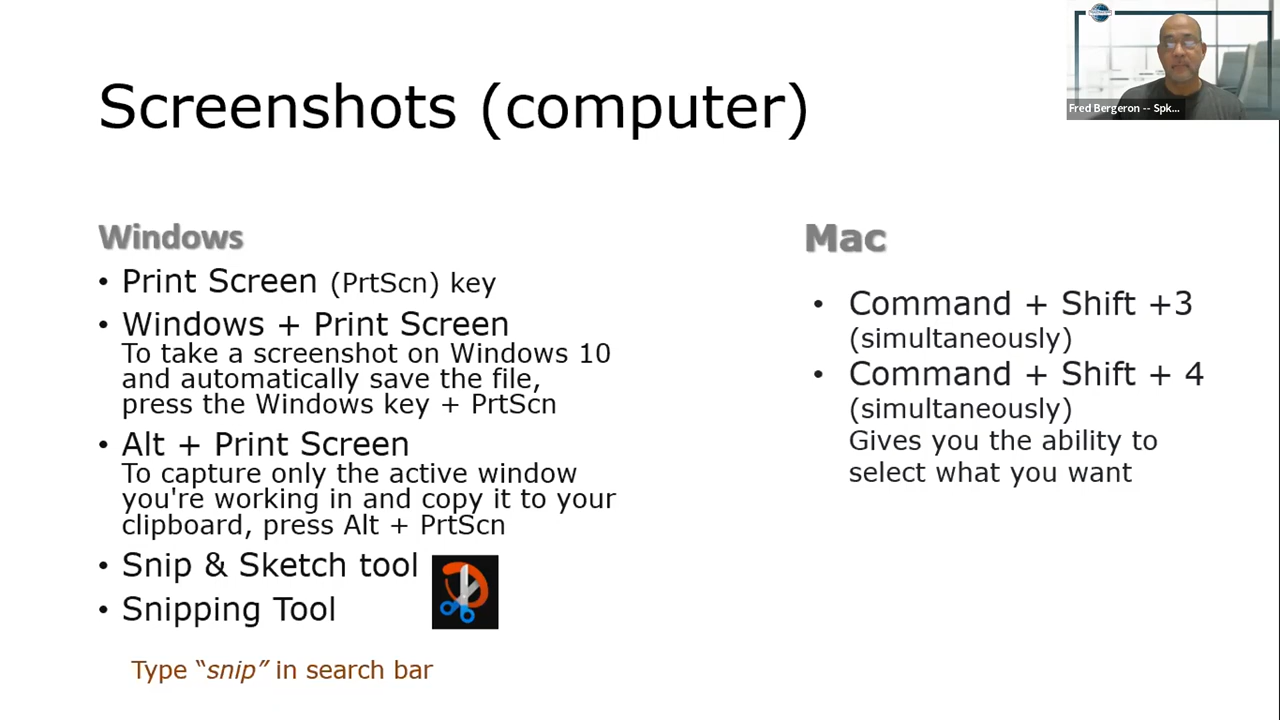 Screenshots (computer)
Fred Bergeron -- Spk...
Windows
• Print Screen (PrtScn) key
• Windows + Print Screen
To take a screenshot on Windows 10
and automatically save the file,
press the Windows key + PrtScn
• Alt + Print Screen
To capture only the active window
you're working in and copy it to your
clipboard, press Alt + PrtScn
• Snip & Sketch tool
• Snipping Tool
Type “snip” in search bar
Mac
• Command + Shift +3
(simultaneously)
• Command + Shift + 4
(simultaneously)
Gives you the ability to
select what you want